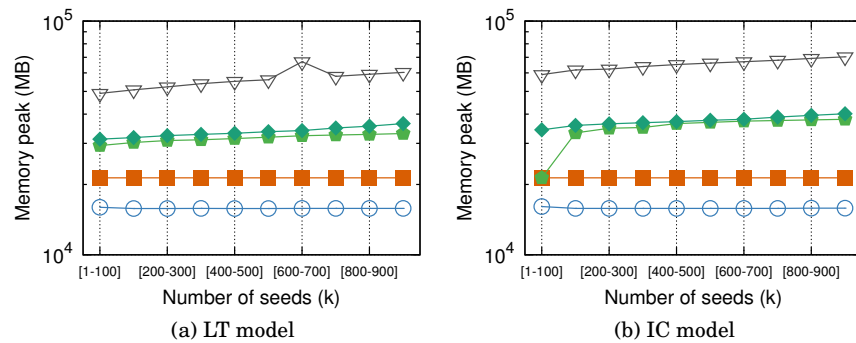 10^5
Memory peak (MB)
10^4
[1-100] [200-300] [400-500] [600-700] [800-900]
Number of seeds (k)
(a) LT model
10^5
Memory peak (MB)
10^4
[1-100] [200-300] [400-500] [600-700] [800-900]
Number of seeds (k)
(b) IC model